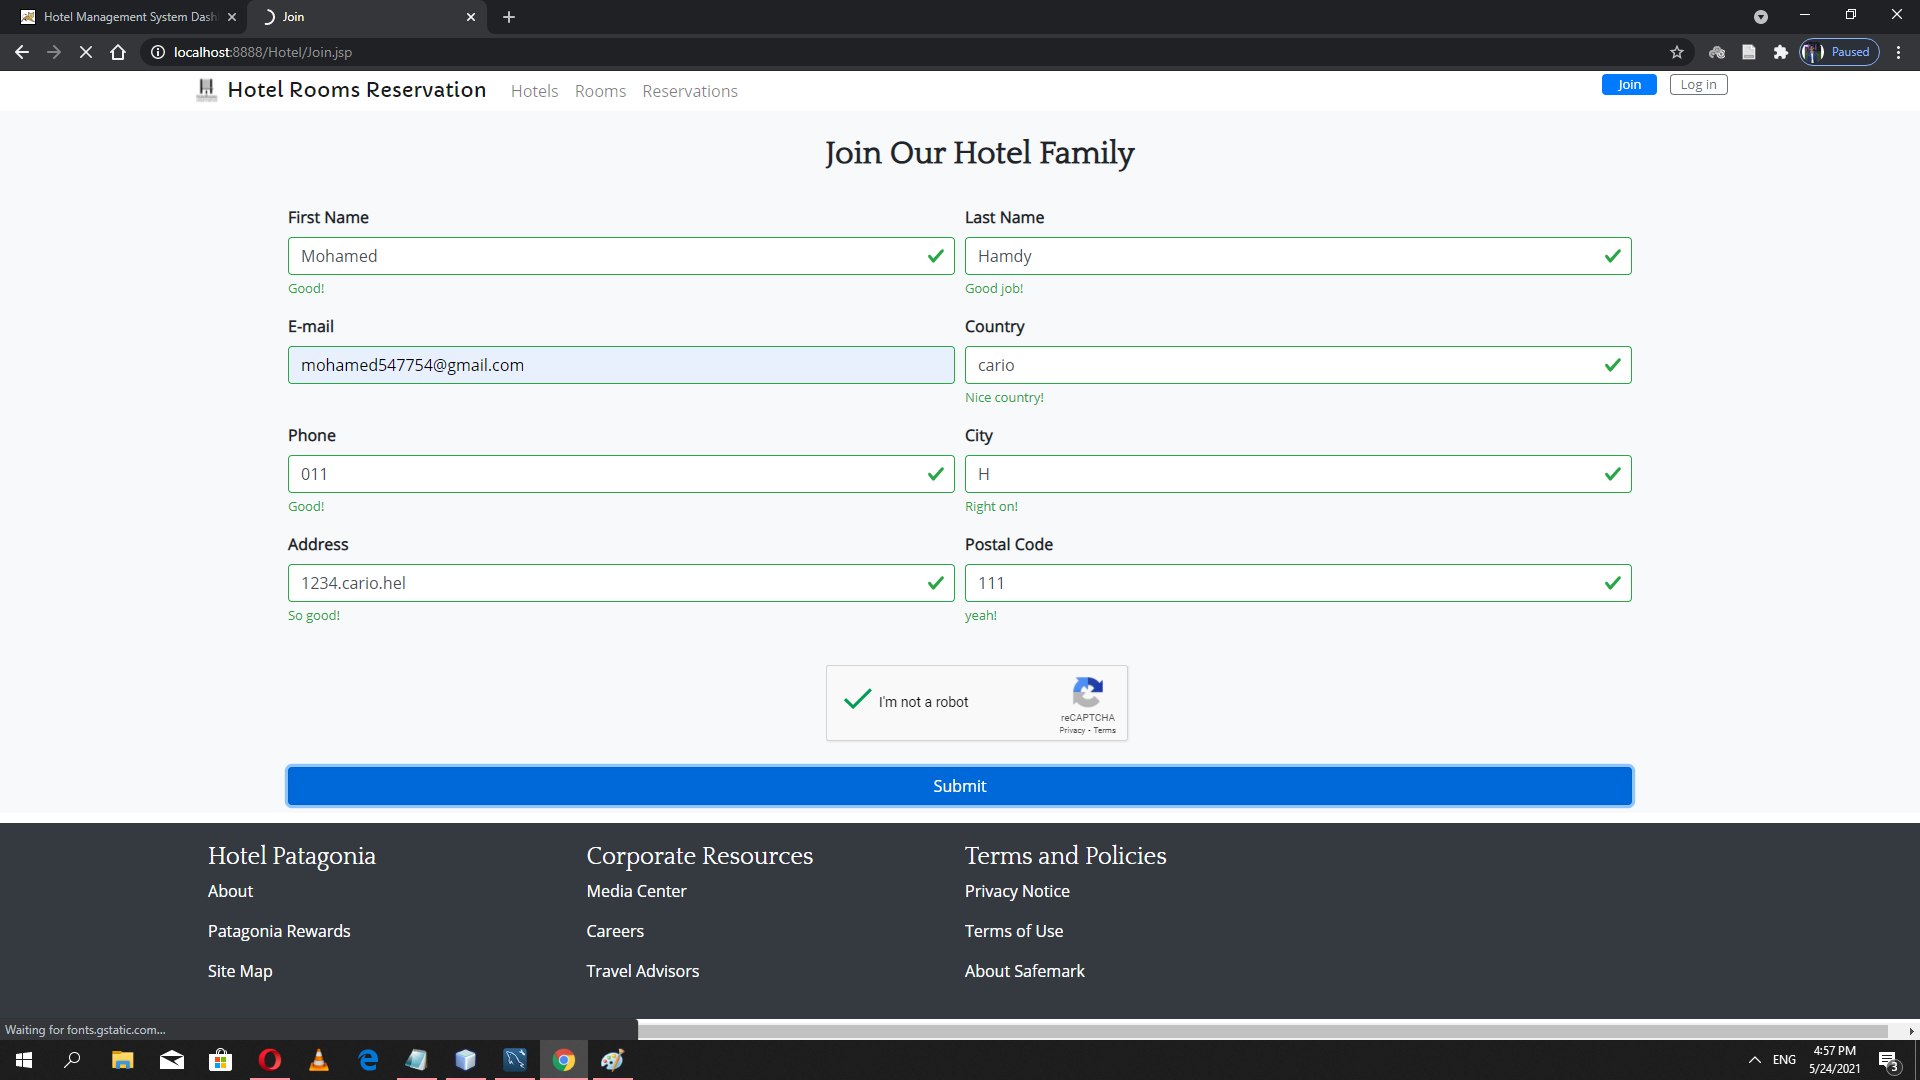 Hotel Management System Dash
Join
localhost:8888/Hotel/Join.jsp
Paused
Hotel Rooms Reservation
Hotels
Rooms
Reservations
Join
Log in
Join Our Hotel Family
First Name
Last Name
Mohamed
Hamdy
Good!
Good job!
E-mail
Country
mohamed547754@gmail.com
cario
Nice country!
Phone
City
011
H
Good!
Right on!
Address
Postal Code
1234.cario.hel
111
So good!
yeah!
I'm not a robot
reCAPTCHA
Privacy - Terms
Submit
Hotel Patagonia
Corporate Resources
Terms and Policies
About
Media Center
Privacy Notice
Patagonia Rewards
Careers
Terms of Use
Site Map
Travel Advisors
About Safemark
Waiting for fonts.gstatic.com...
ENG
4:57 PM
5/24/2021
3